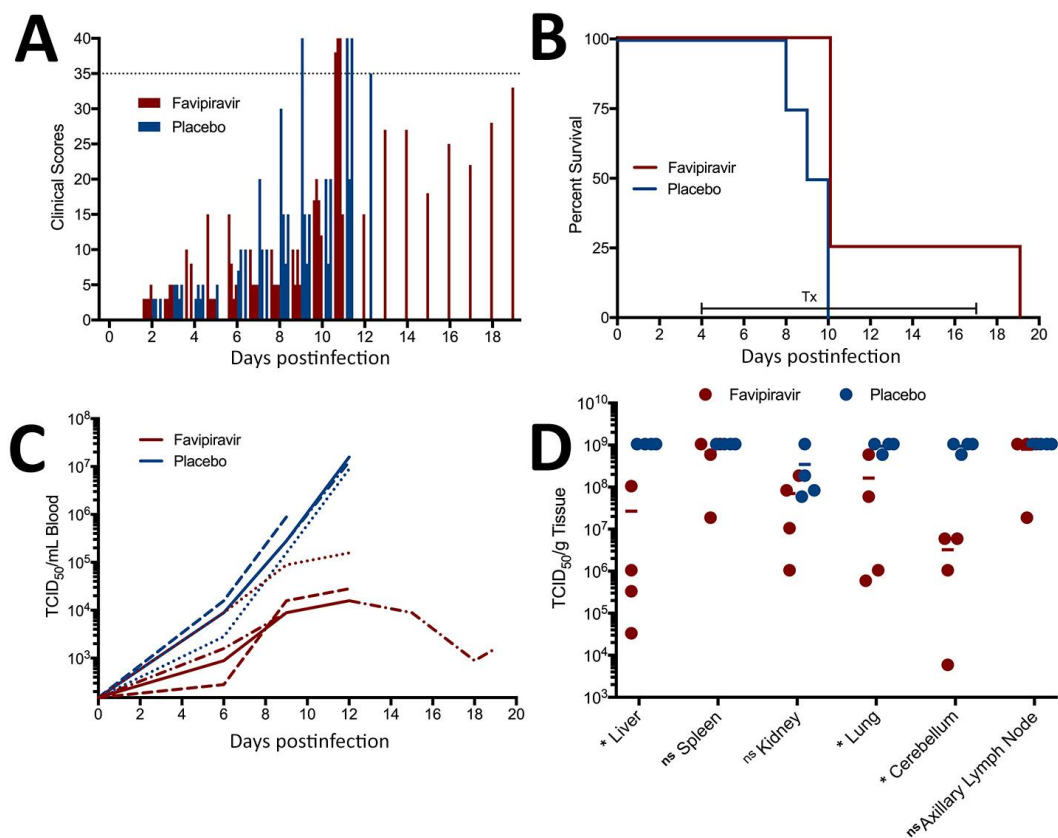 A
40
35
30
25
20
15
10
5
0
Clinical Scores
Favipiravir
Placebo
0 2 4 6 8 10 12 14 16 18
Days postinfection
B
100
75
50
25
0
Percent Survival
Favipiravir
Placebo
Tx
0 2 4 6 8 10 12 14 16 18 20
Days postinfection
C
10^8
10^7
10^6
10^5
10^4
10^3
TCID50/mL Blood
Favipiravir
Placebo
0 2 4 6 8 10 12 14 16 18 20
Days postinfection
D
Favipiravir Placebo
10^10
10^9
10^8
10^7
10^6
10^5
10^4
10^3
TCID50/g Tissue
* Liver
ns Spleen
ns Kidney
* Lung
* Cerebellum
nsAxillary Lymph Node